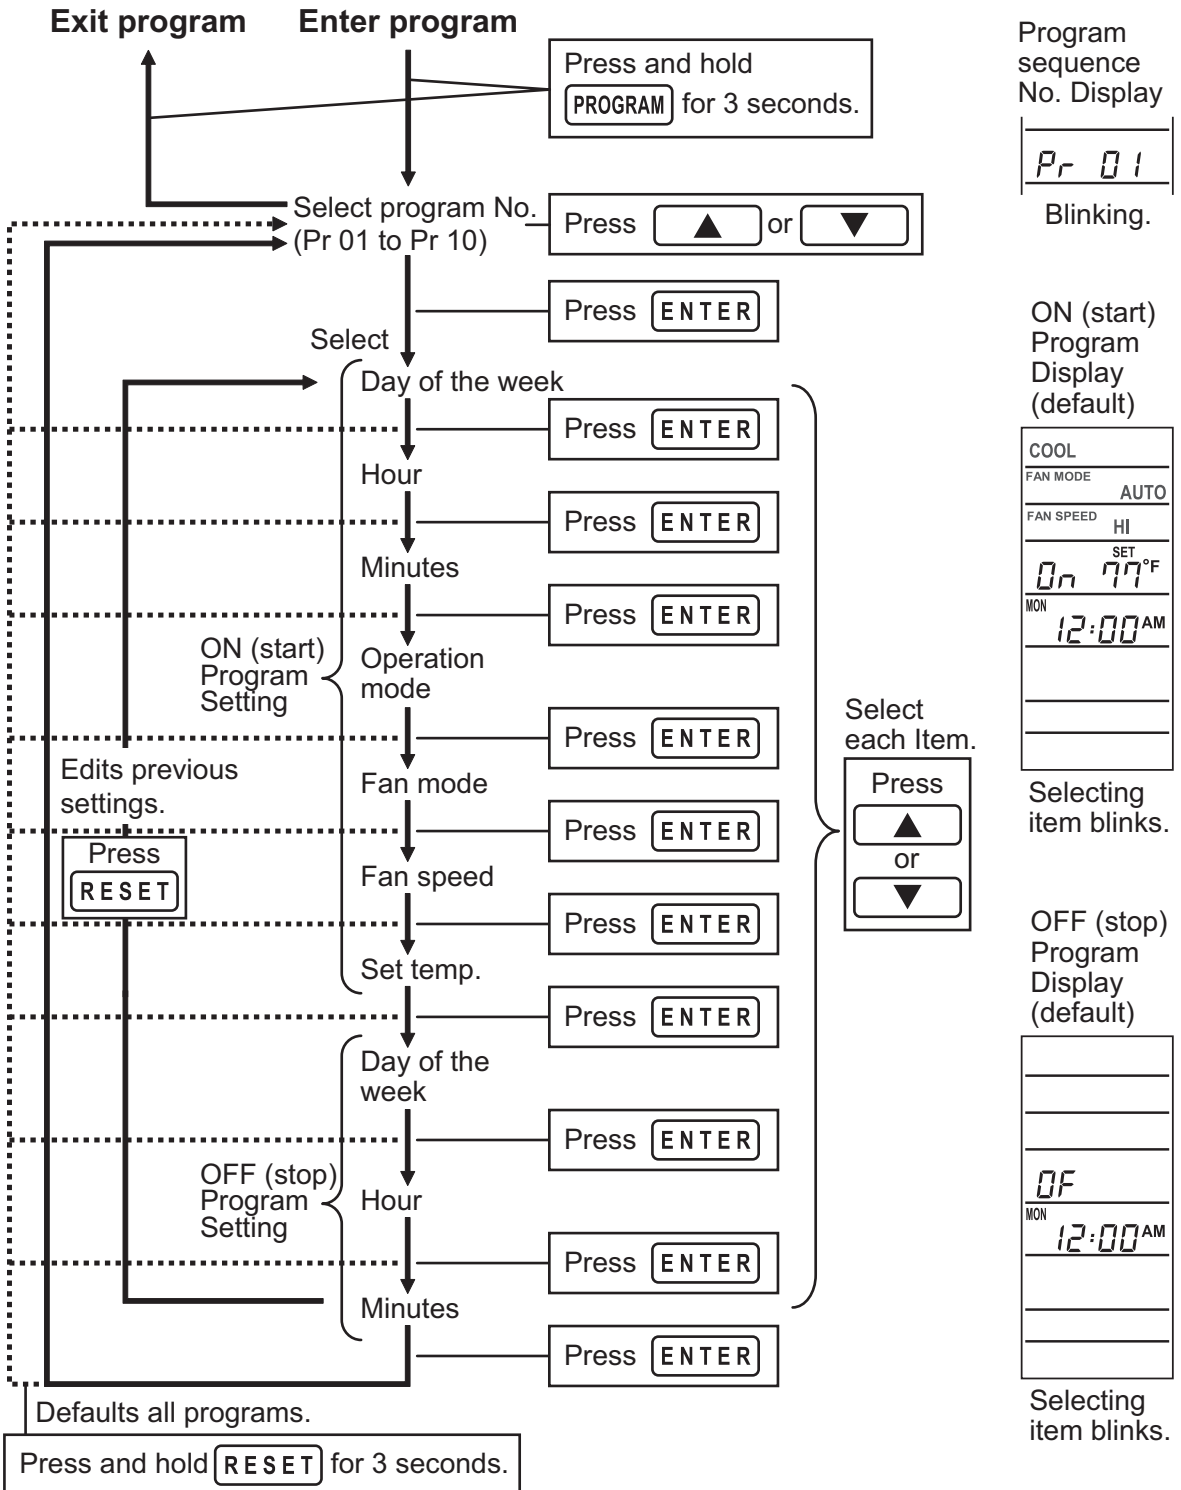 Exit program
Enter program
Press and hold
PROGRAM for 3 seconds.
Select program No.
(Pr 01 to Pr 10)
Press ▲ or ▼
Press ENTER
Select
Day of the week
Press ENTER
Hour
Press ENTER
Minutes
Press ENTER
ON (start)
Program
Setting
Operation
mode
Press ENTER
Fan mode
Press ENTER
Fan speed
Press ENTER
Set temp.
Press ENTER
Edits previous
settings.
Press
RESET
Day of the
week
Press ENTER
OFF (stop)
Program
Setting
Hour
Press ENTER
Minutes
Press ENTER
Select
each Item.
Press
▲
or
▼
Defaults all programs.
Press and hold RESET for 3 seconds.
Program
sequence
No. Display
Pr 01
Blinking.
ON (start)
Program
Display
(default)
COOL
FAN MODE
AUTO
FAN SPEED
HI
SET
On 77°F
MON
12:00 AM
Selecting
item blinks.
OFF (stop)
Program
Display
(default)
OF
MON
12:00 AM
Selecting
item blinks.